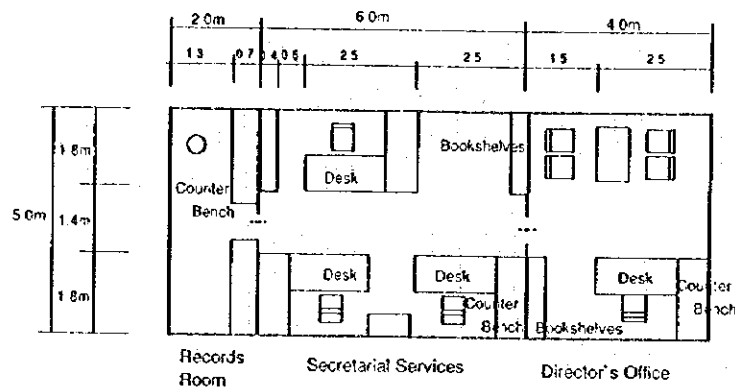 2.0m 6.0m 4.0m
1.3 0.7 0.4 0.6 2.5 2.5 1.5 2.5
1.8m
5.0m
1.4m
1.8m
Bookshelves
Counter
Bench
Desk
Desk
Desk
Desk
Counter
Bench
Counter
Bench
Bookshelves
Records
Room
Secretarial Services
Director's Office